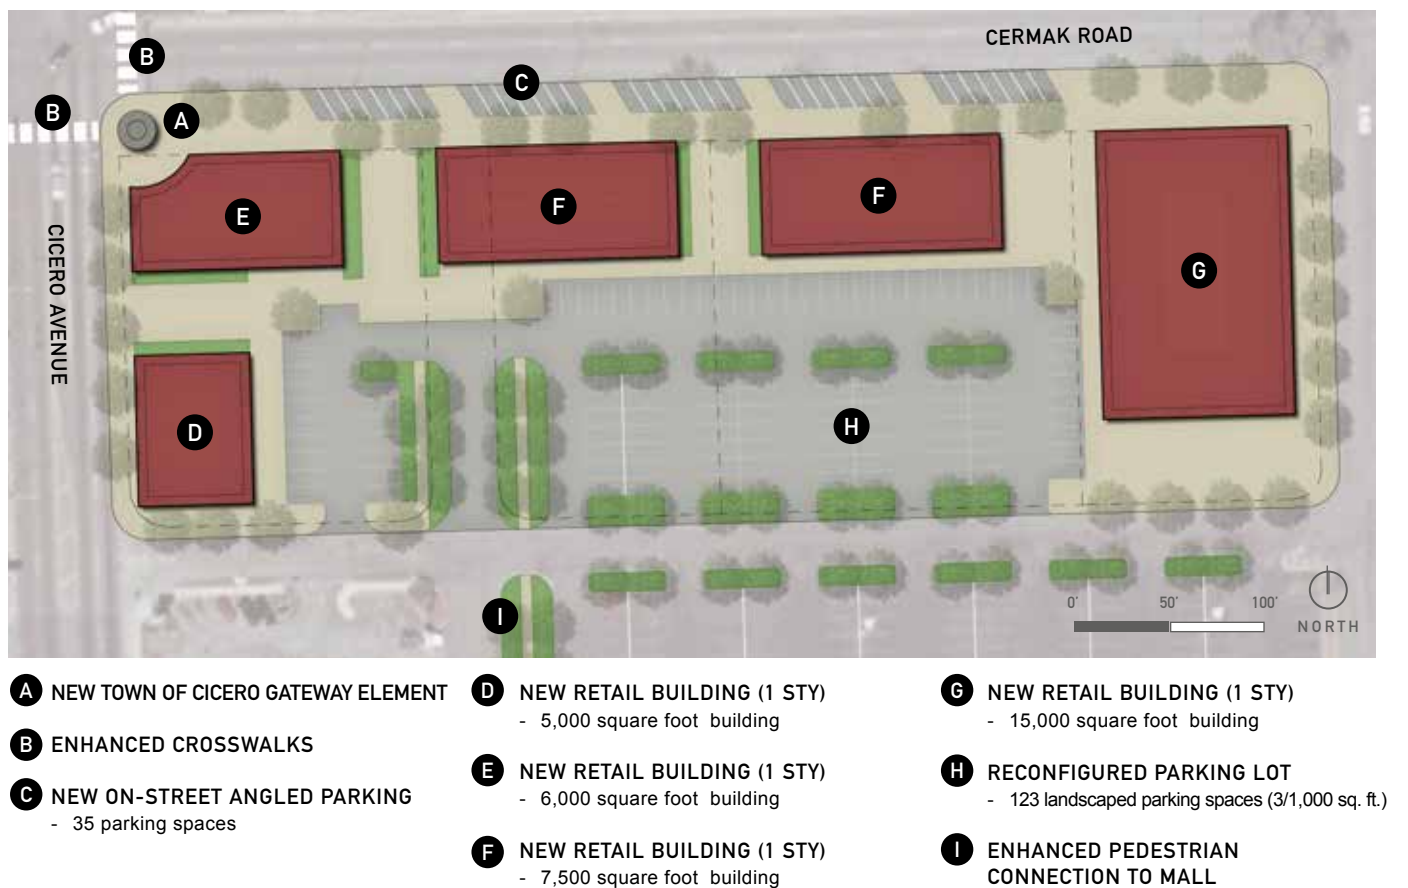 CERMAK ROAD
B
C
B
A
E
F
F
G
CICERO AVENUE
D
H
I
0' 50' 100'
NORTH
A NEW TOWN OF CICERO GATEWAY ELEMENT
B ENHANCED CROSSWALKS
C NEW ON-STREET ANGLED PARKING
- 35 parking spaces
D NEW RETAIL BUILDING (1 STY)
- 5,000 square foot building
E NEW RETAIL BUILDING (1 STY)
- 6,000 square foot building
F NEW RETAIL BUILDING (1 STY)
- 7,500 square foot building
G NEW RETAIL BUILDING (1 STY)
- 15,000 square foot building
H RECONFIGURED PARKING LOT
- 123 landscaped parking spaces (3/1,000 sq. ft.)
I ENHANCED PEDESTRIAN
CONNECTION TO MALL